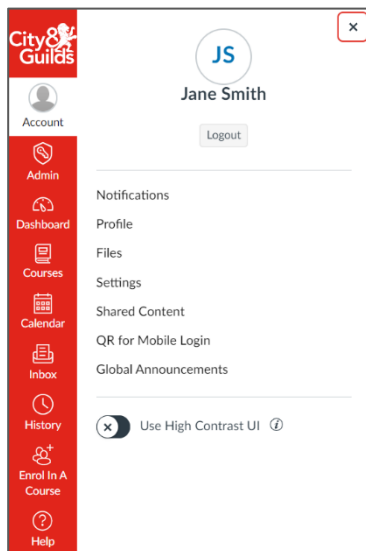 City&
Guilds
Account
Admin
Dashboard
Courses
Calendar
Inbox
History
Enrol In A
Course
Help
JS
Jane Smith
Logout
Notifications
Profile
Files
Settings
Shared Content
QR for Mobile Login
Global Announcements
Use High Contrast UI